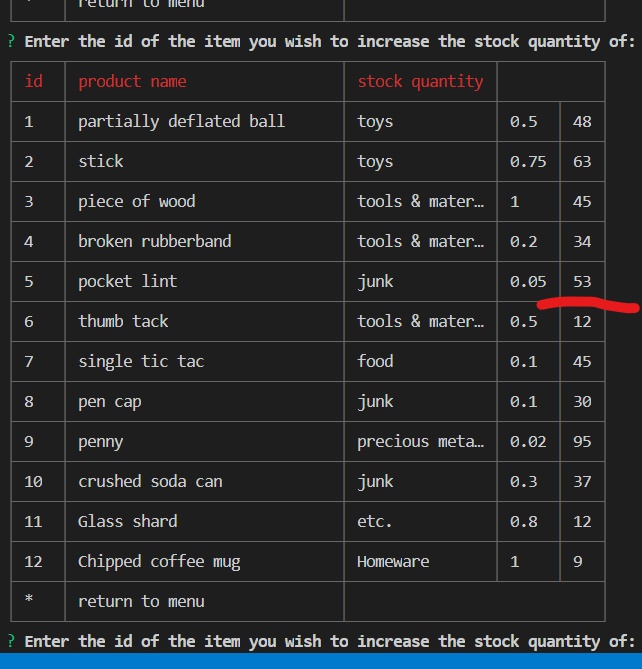 * return to menu
? Enter the id of the item you wish to increase the stock quantity of:
id product name stock quantity
1 partially deflated ball toys 0.5 48
2 stick toys 0.75 63
3 piece of wood tools & mater… 1 45
4 broken rubberband tools & mater… 0.2 34
5 pocket lint junk 0.05 53
6 thumb tack tools & mater… 0.5 12
7 single tic tac food 0.1 45
8 pen cap junk 0.1 30
9 penny precious meta… 0.02 95
10 crushed soda can junk 0.3 37
11 Glass shard etc. 0.8 12
12 Chipped coffee mug Homeware 1 9
* return to menu
? Enter the id of the item you wish to increase the stock quantity of: